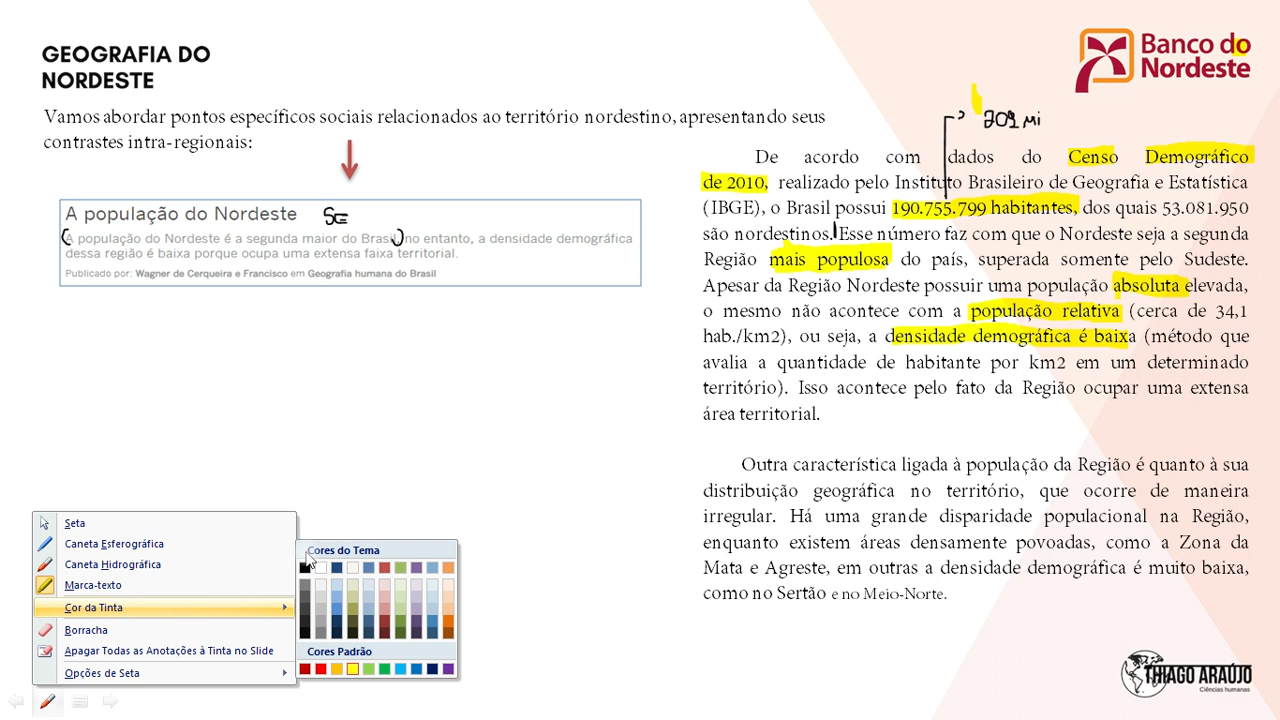 GEOGRAFIA DO
NORDESTE
Banco do
Nordeste
Vamos abordar pontos específicos sociais relacionados ao território nordestino, apresentando seus
contrastes intra-regionais:
A população do Nordeste
SE
A população do Nordeste é a segunda maior do Brasil, no entanto, a densidade demográfica
dessa região é baixa porque ocupa uma extensa faixa territorial.
Publicado por: Wagner de Cerqueira e Francisco em Geografia humana do Brasil
De acordo com dados do Censo Demográfico
de 2010, realizado pelo Instituto Brasileiro de Geografia e Estatística
(IBGE), o Brasil possui 190.755.799 habitantes, dos quais 53.081.950
são nordestinos. Esse número faz com que o Nordeste seja a segunda
Região mais populosa do país, superada somente pelo Sudeste.
Apesar da Região Nordeste possuir uma população absoluta elevada,
o mesmo não acontece com a população relativa (cerca de 34,1
hab./km2), ou seja, a densidade demográfica é baixa (método que
avalia a quantidade de habitante por km2 em um determinado
território). Isso acontece pelo fato da Região ocupar uma extensa
área territorial.
Outra característica ligada à população da Região é quanto à sua
distribuição geográfica no território, que ocorre de maneira
irregular. Há uma grande disparidade populacional na Região,
enquanto existem áreas densamente povoadas, como a Zona da
Mata e Agreste, em outras a densidade demográfica é muito baixa,
como no Sertão e no Meio-Norte.
Seta
Caneta Esferográfica
Caneta Hidrográfica
Marca-texto
Cor da Tinta
Borracha
Apagar Todas as Anotações à Tinta no Slide
Opções de Seta
Cores do Tema
Cores Padrão
THIAGO ARAÚJO
Ciências humanas